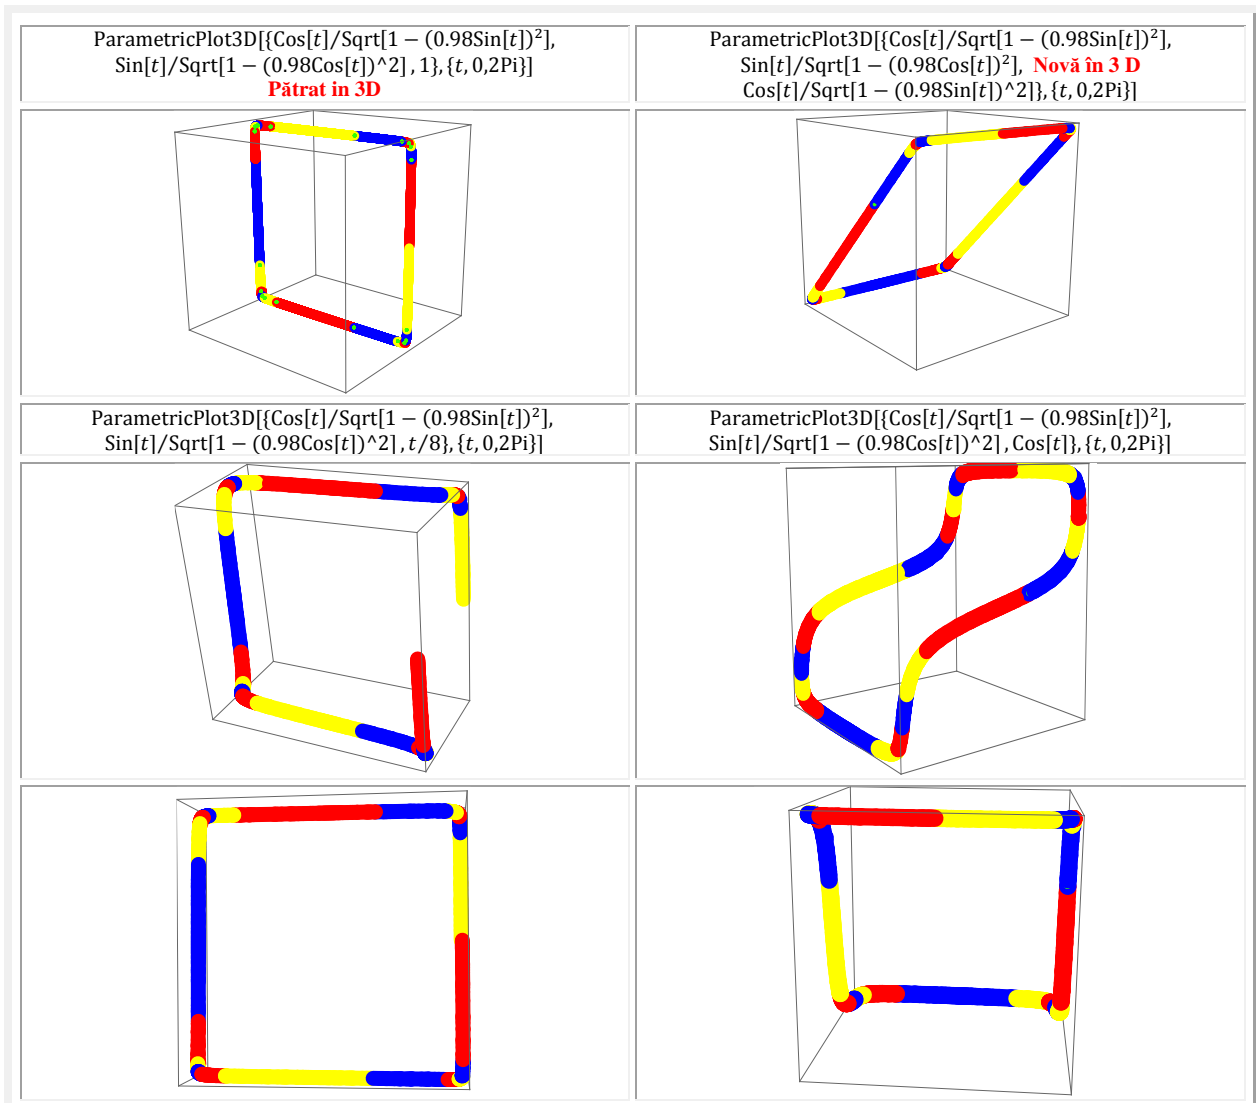 ParametricPlot3D[{Cos[t]/Sqrt[1 − (0.98Sin[t])²],
Sin[t]/Sqrt[1 − (0.98Cos[t])^2] , 1}, {t, 0,2Pi}]
Pătrat in 3D
ParametricPlot3D[{Cos[t]/Sqrt[1 − (0.98Sin[t])²],
Sin[t]/Sqrt[1 − (0.98Cos[t])²], Novă în 3 D
Cos[t]/Sqrt[1 − (0.98Sin[t])^2]}, {t, 0,2Pi}]
ParametricPlot3D[{Cos[t]/Sqrt[1 − (0.98Sin[t])²],
Sin[t]/Sqrt[1 − (0.98Cos[t])^2] , t/8}, {t, 0,2Pi}]
ParametricPlot3D[{Cos[t]/Sqrt[1 − (0.98Sin[t])²],
Sin[t]/Sqrt[1 − (0.98Cos[t])^2] , Cos[t]}, {t, 0,2Pi}]